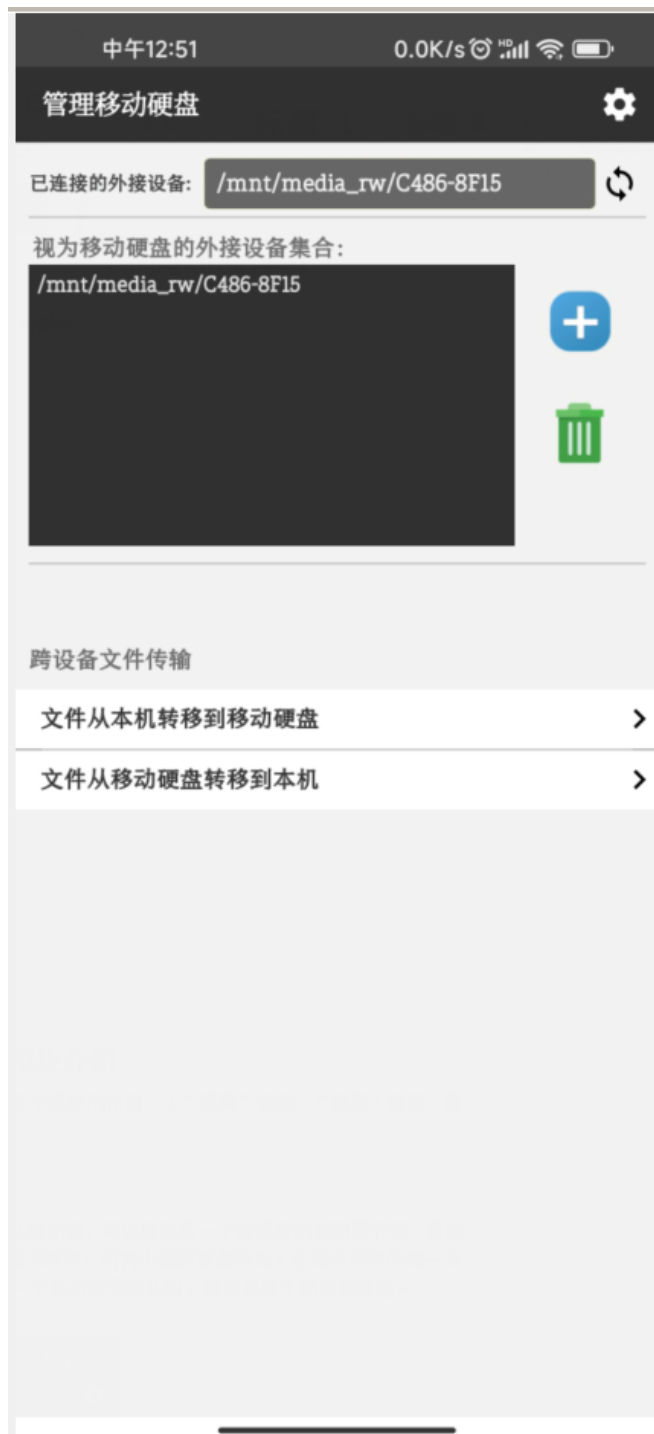 中午12:51 0.0K/s HD
管理移动硬盘
已连接的外接设备: /mnt/media_rw/C486-8F15
视为移动硬盘的外接设备集合:
/mnt/media_rw/C486-8F15
跨设备文件传输
文件从本机转移到移动硬盘
文件从移动硬盘转移到本机